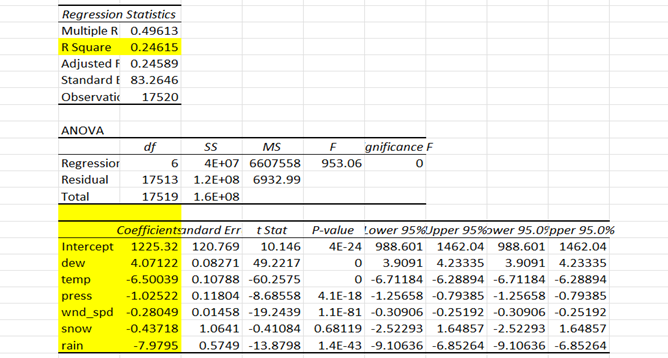 Regression Statistics
Multiple R 0.49613
R Square 0.24615
Adjusted F 0.24589
Standard E 83.2646
Observatic 17520
ANOVA
df SS MS F gnificance F
Regressior 6 4E+07 6607558 953.06 0
Residual 17513 1.2E+08 6932.99
Total 17519 1.6E+08
Coefficients andard Err t Stat P-value Lower 95% Upper 95% ower 95.0% pper 95.0%
Intercept 1225.32 120.769 10.146 4E-24 988.601 1462.04 988.601 1462.04
dew 4.07122 0.08271 49.2217 0 3.9091 4.23335 3.9091 4.23335
temp -6.50039 0.10788 -60.2575 0 -6.71184 -6.28894 -6.71184 -6.28894
press -1.02522 0.11804 -8.68558 4.1E-18 -1.25658 -0.79385 -1.25658 -0.79385
wnd_spd -0.28049 0.01458 -19.2439 1.1E-81 -0.30906 -0.25192 -0.30906 -0.25192
snow -0.43718 1.0641 -0.41084 0.68119 -2.52293 1.64857 -2.52293 1.64857
rain -7.9795 0.5749 -13.8798 1.4E-43 -9.10636 -6.85264 -9.10636 -6.85264